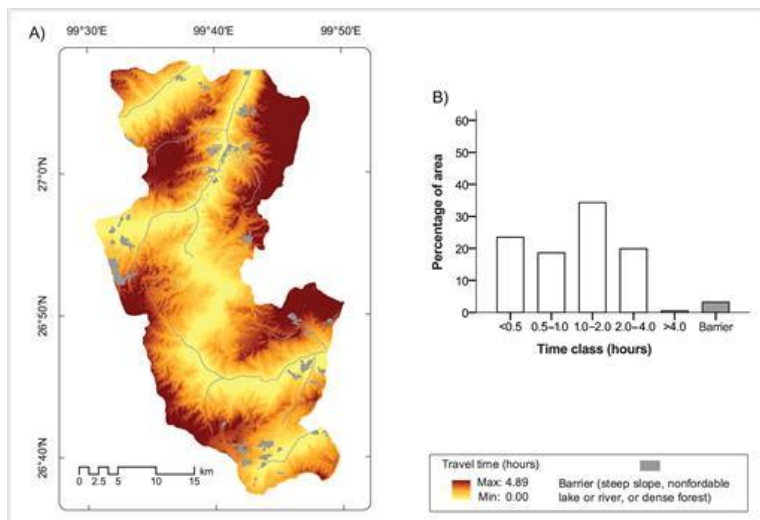 A)
99°30'E 99°40'E 99°50'E
27°0'N
26°50'N
26°40'N
km
0 2.5 5 10 15
B)
Percentage of area
60
50
40
30
20
10
0
<0.5 0.5–1.0 1.0–2.0 2.0–4.0 >4.0 Barrier
Time class (hours)
Travel time (hours)
Max: 4.89
Min: 0.00
Barrier (steep slope, nonfordable
lake or river, or dense forest)